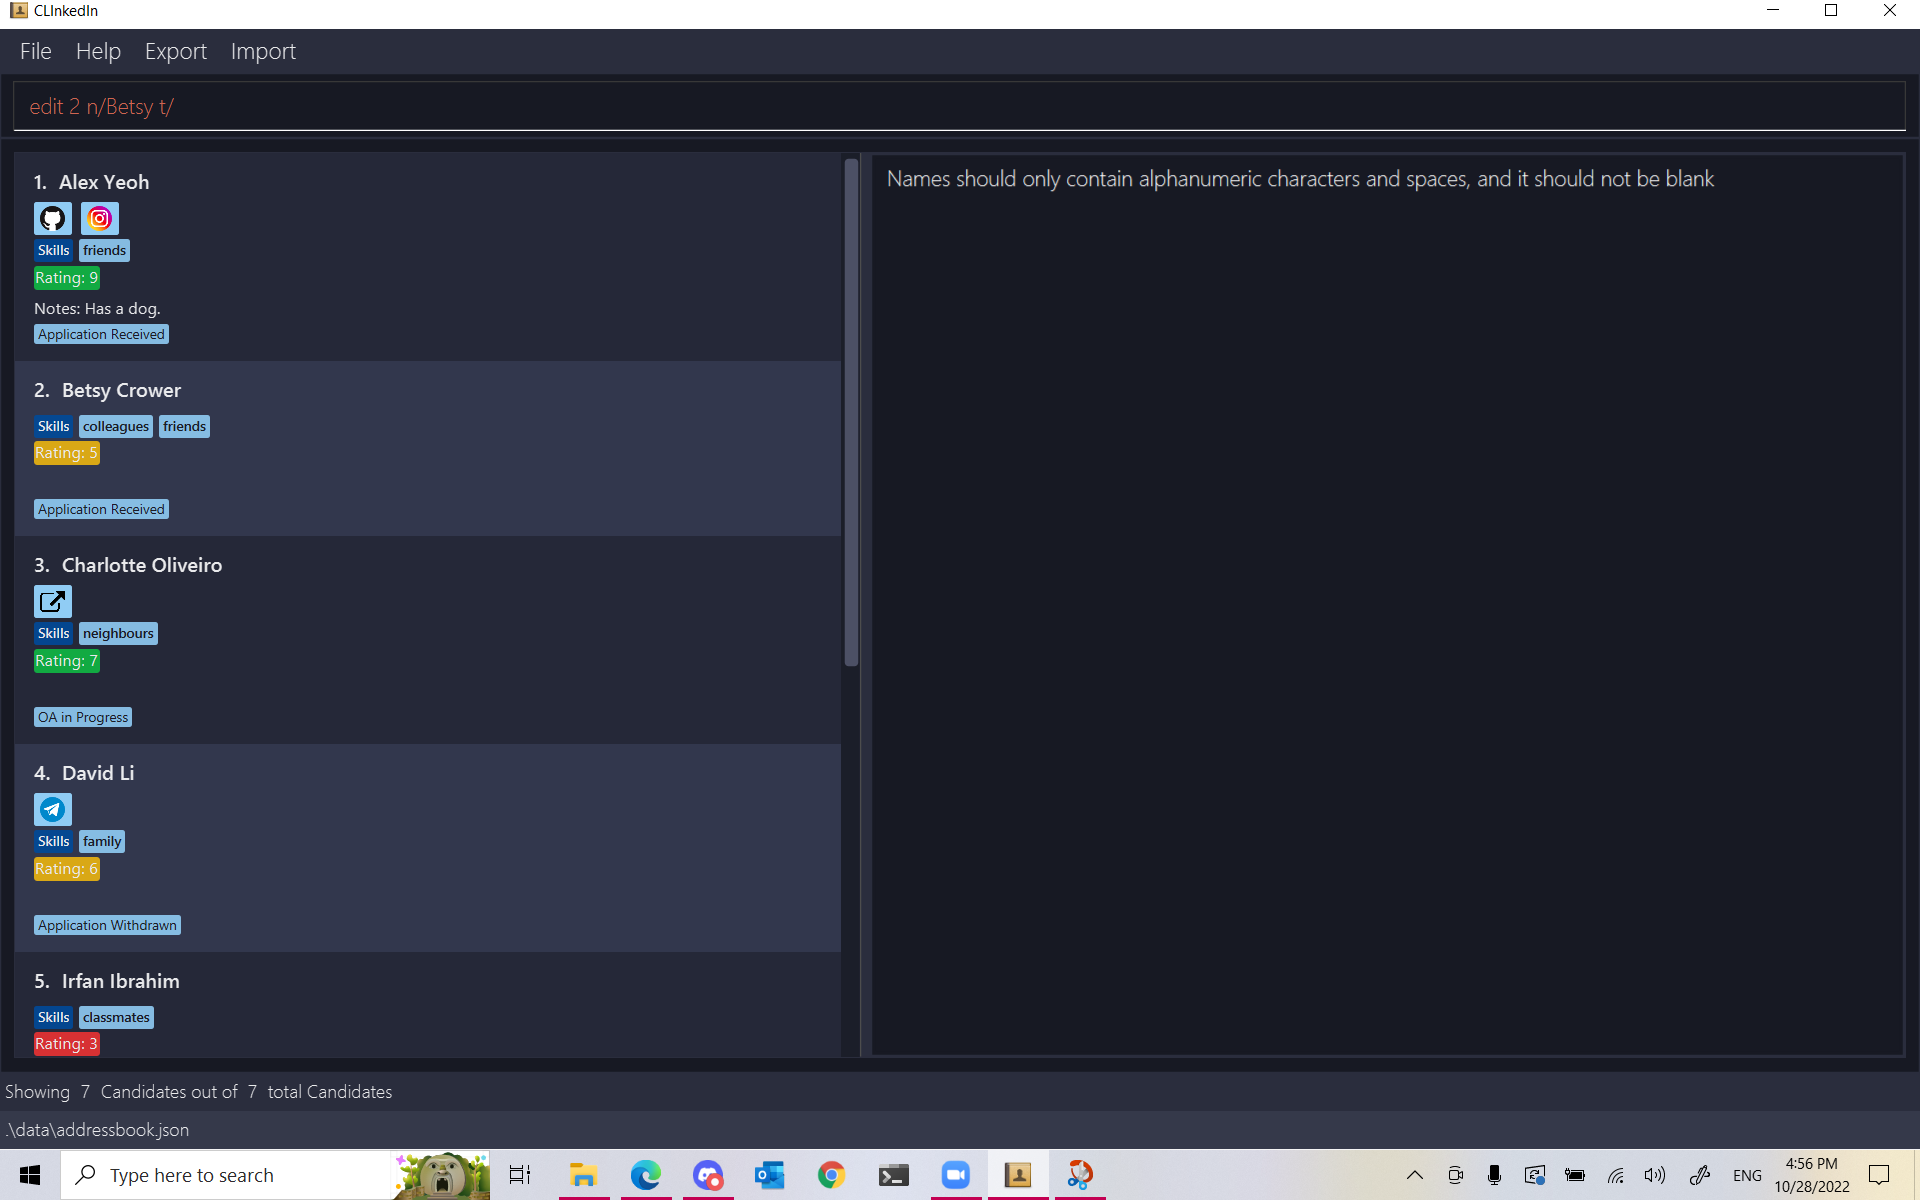 CLInkedIn
File Help Export Import
edit 2 n/Betsy t/
1. Alex Yeoh
Skills friends
Rating: 9
Notes: Has a dog.
Application Received
2. Betsy Crower
Skills colleagues friends
Rating: 5
Application Received
3. Charlotte Oliveiro
Skills neighbours
Rating: 7
OA in Progress
4. David Li
Skills family
Rating: 6
Application Withdrawn
5. Irfan Ibrahim
Skills classmates
Rating: 3
Names should only contain alphanumeric characters and spaces, and it should not be blank
Showing 7 Candidates out of 7 total Candidates
.\data\addressbook.json
Type here to search
ENG
4:56 PM
10/28/2022